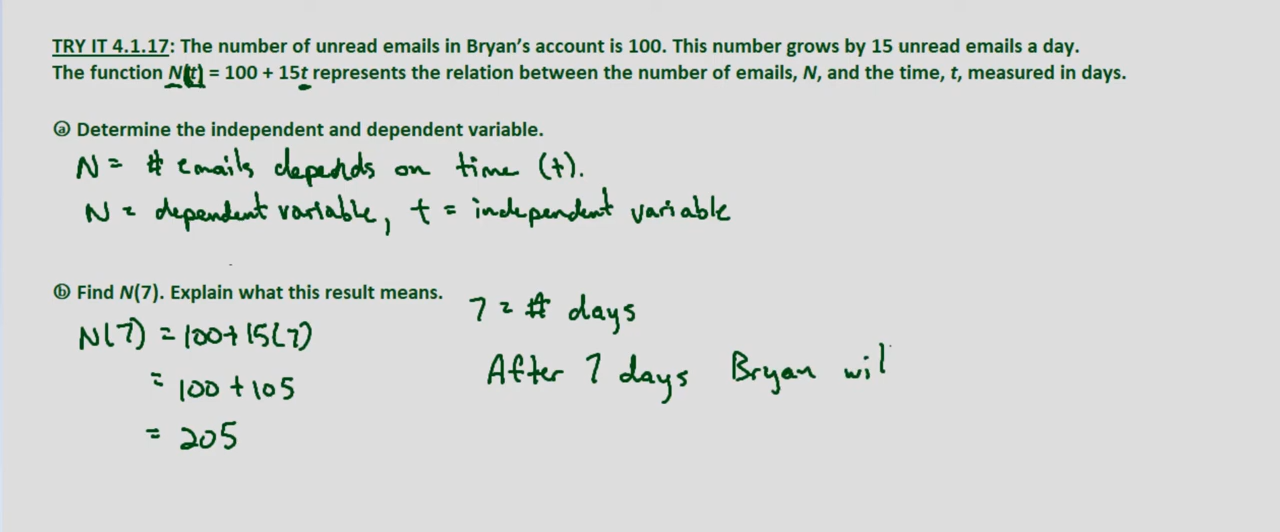 TRY IT 4.1.17: The number of unread emails in Bryan's account is 100. This number grows by 15 unread emails a day.
The function N(t) = 100 + 15t represents the relation between the number of emails, N, and the time, t, measured in days.
ⓐ Determine the independent and dependent variable.
N = # emails depends on time (t).
N = dependent variable, t = independent variable
ⓑ Find N(7). Explain what this result means.
7 = # days
N(7) = 100+15(7)
After 7 days Bryan wil
= 100 + 105
= 205